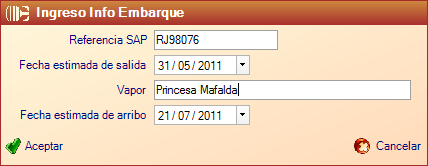 Ingreso Info Embarque
Referencia SAP RJ98076
Fecha estimada de salida 31/05/2011
Vapor Princesa Mafalda
Fecha estimada de arribo 21/07/2011
Aceptar Cancelar